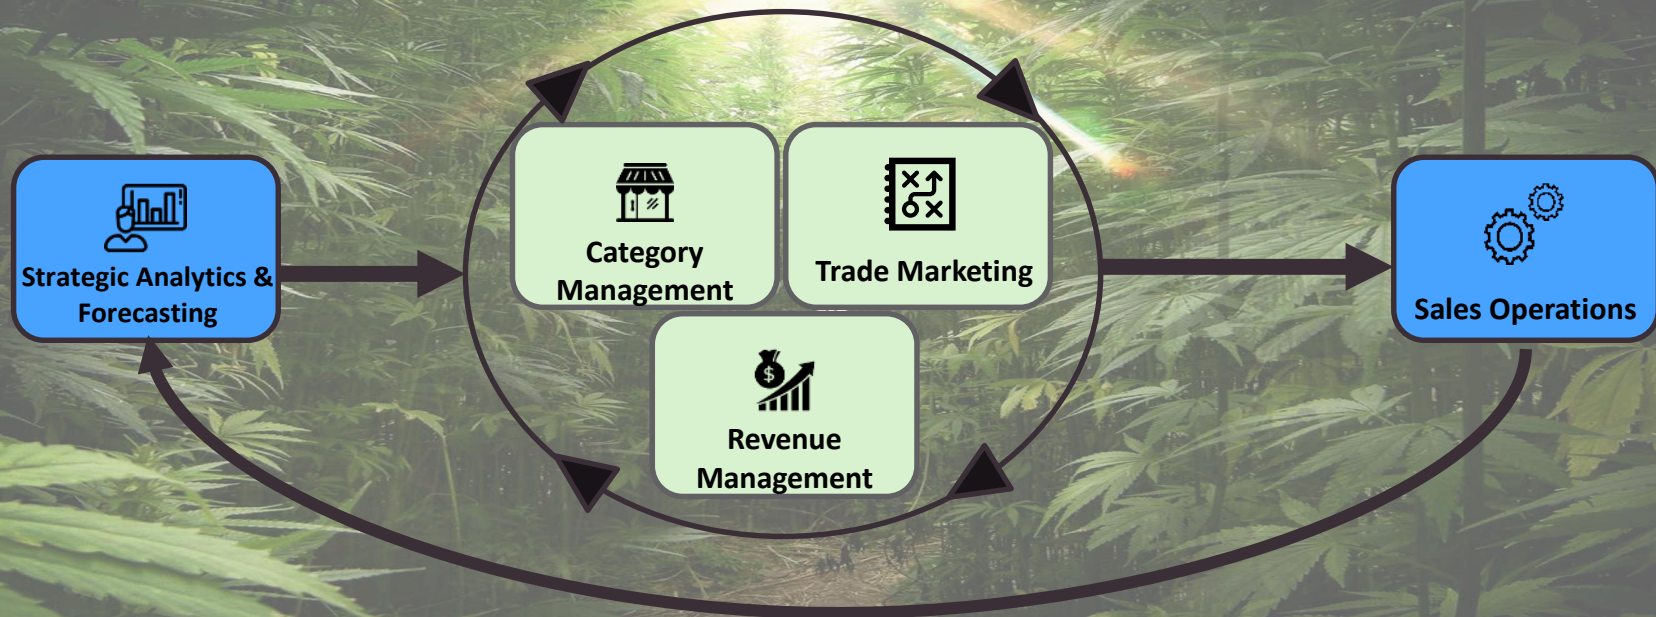 Strategic Analytics &
Forecasting
Category
Management
Trade Marketing
Revenue
Management
Sales Operations